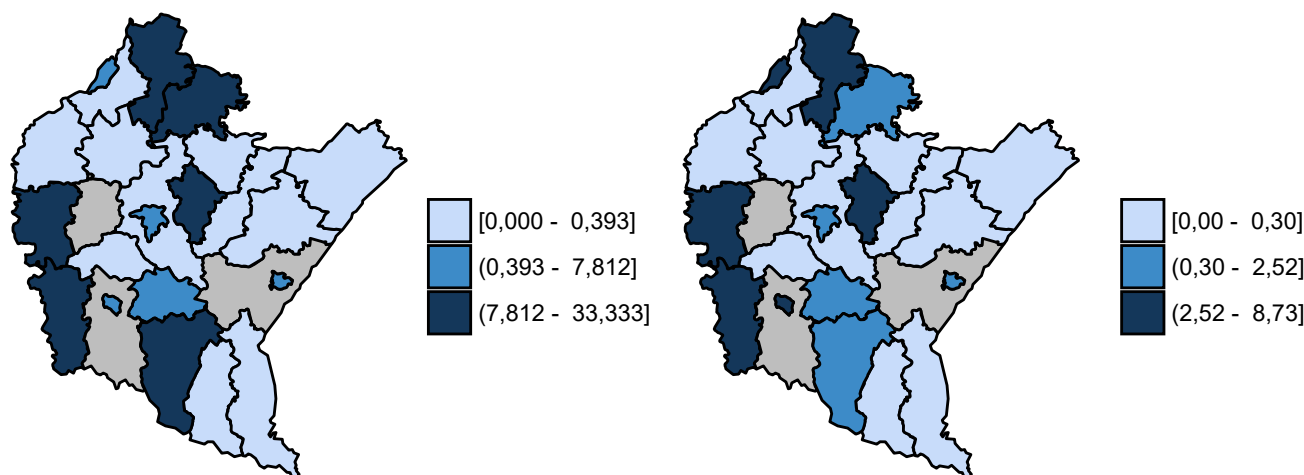 [0,000 - 0,393]
(0,393 - 7,812]
(7,812 - 33,333]
[0,00 - 0,30]
(0,30 - 2,52]
(2,52 - 8,73]